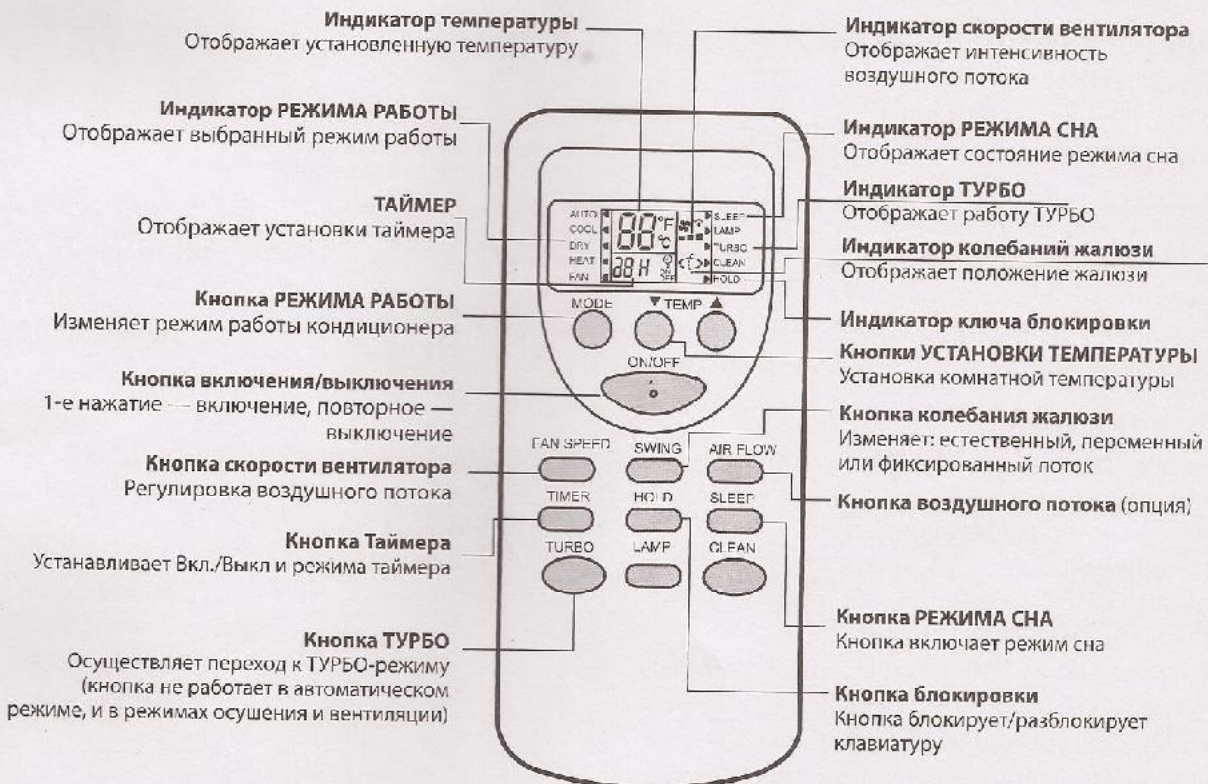 Индикатор температуры
Отображает установленную температуру
Индикатор РЕЖИМА РАБОТЫ
Отображает выбранный режим работы
ТАЙМЕР
Отображает установки таймера
Кнопка РЕЖИМА РАБОТЫ
Изменяет режим работы кондиционера
Кнопка включения/выключения
1-е нажатие — включение, повторное —
выключение
Кнопка скорости вентилятора
Регулировка воздушного потока
Кнопка Таймера
Устанавливает Вкл./Выкл и режима таймера
Кнопка ТУРБО
Осуществляет переход к ТУРБО-режиму
(кнопка не работает в автоматическом
режиме, и в режимах осушения и вентиляции)
AUTO
COOL
DRY
HEAT
FAN
88 °F
°C
88 H ON
OFF
SLEEP
LAMP
TURBO
CLEAN
HOLD
MODE ▼ TEMP ▲
ON/OFF
FAN SPEED SWING AIR FLOW
TIMER HOLD SLEEP
TURBO LAMP CLEAN
Индикатор скорости вентилятора
Отображает интенсивность
воздушного потока
Индикатор РЕЖИМА СНА
Отображает состояние режима сна
Индикатор ТУРБО
Отображает работу ТУРБО
Индикатор колебаний жалюзи
Отображает положение жалюзи
Индикатор ключа блокировки
Кнопки УСТАНОВКИ ТЕМПЕРАТУРЫ
Установка комнатной температуры
Кнопка колебания жалюзи
Изменяет: естественный, переменный
или фиксированный поток
Кнопка воздушного потока (опция)
Кнопка РЕЖИМА СНА
Кнопка включает режим сна
Кнопка блокировки
Кнопка блокирует/разблокирует
клавиатуру